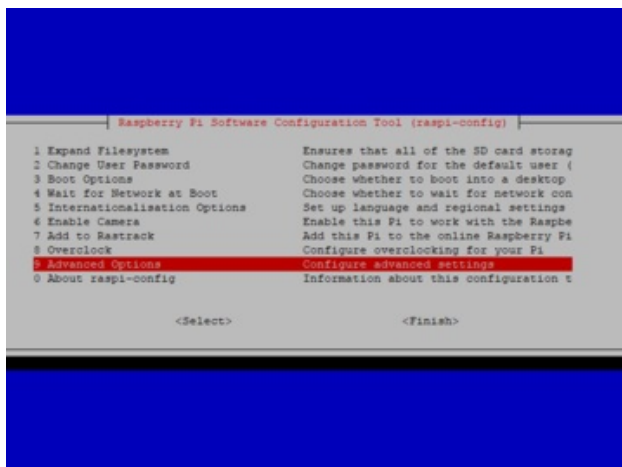 Raspberry Pi Software Configuration Tool (raspi-config)
1 Expand Filesystem Ensures that all of the SD card storag
2 Change User Password Change password for the default user (
3 Boot Options Choose whether to boot into a desktop
4 Wait for Network at Boot Choose whether to wait for network con
5 Internationalisation Options Set up language and regional settings
6 Enable Camera Enable this Pi to work with the Raspbe
7 Add to Rastrack Add this Pi to the online Raspberry Pi
8 Overclock Configure overclocking for your Pi
9 Advanced Options Configure advanced settings
0 About raspi-config Information about this configuration t
<Select> <Finish>